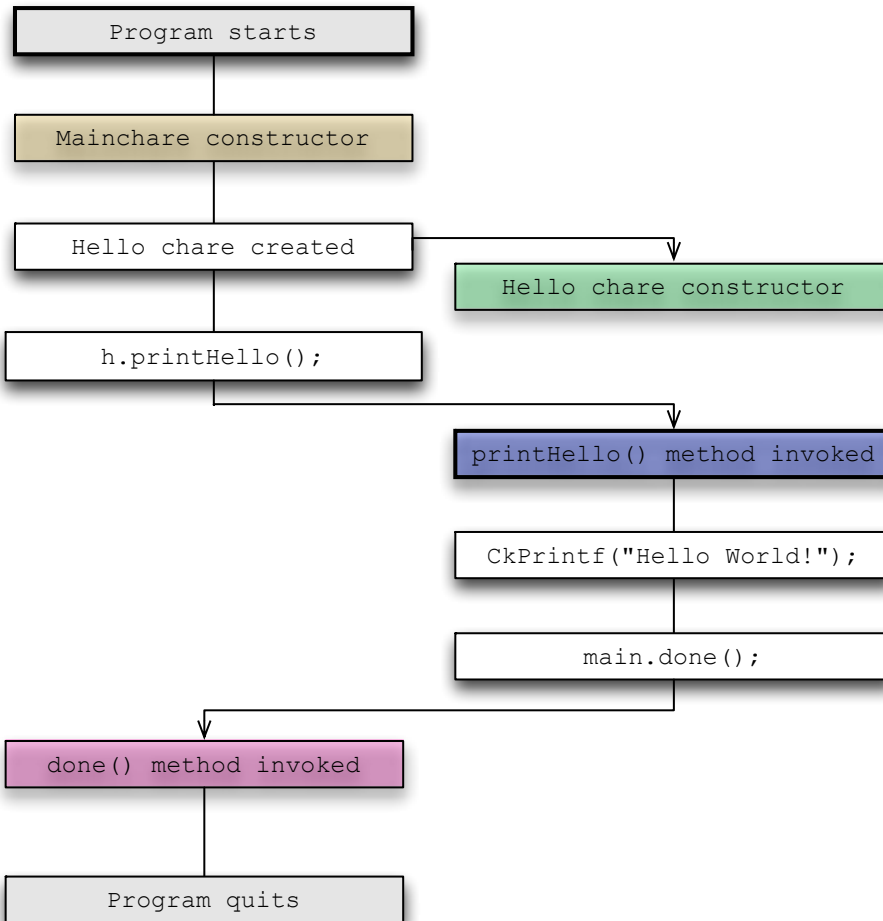 Program starts
Mainchare constructor
Hello chare created
Hello chare constructor
h.printHello();
printHello() method invoked
CkPrintf("Hello World!");
main.done();
done() method invoked
Program quits